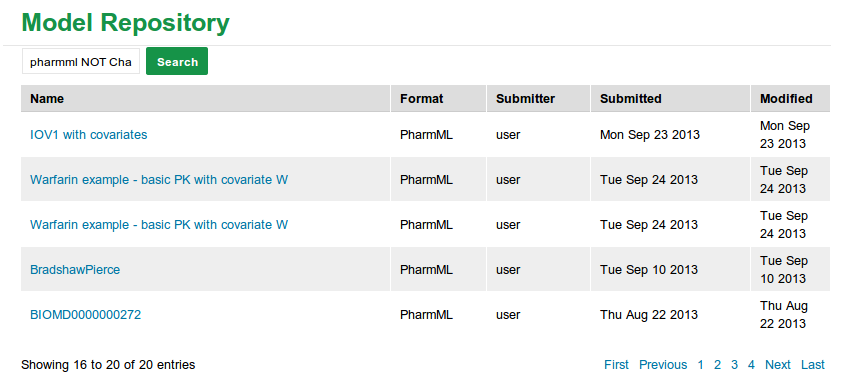 Model Repository
pharmml NOT Cha Search
Name Format Submitter Submitted Modified
IOV1 with covariates PharmML user Mon Sep 23 2013 Mon Sep
23 2013
Warfarin example - basic PK with covariate W PharmML user Tue Sep 24 2013 Tue Sep
24 2013
Warfarin example - basic PK with covariate W PharmML user Tue Sep 24 2013 Tue Sep
24 2013
BradshawPierce PharmML user Tue Sep 10 2013 Tue Sep
10 2013
BIOMD0000000272 PharmML user Thu Aug 22 2013 Thu Aug
22 2013
Showing 16 to 20 of 20 entries First Previous 1 2 3 4 Next Last